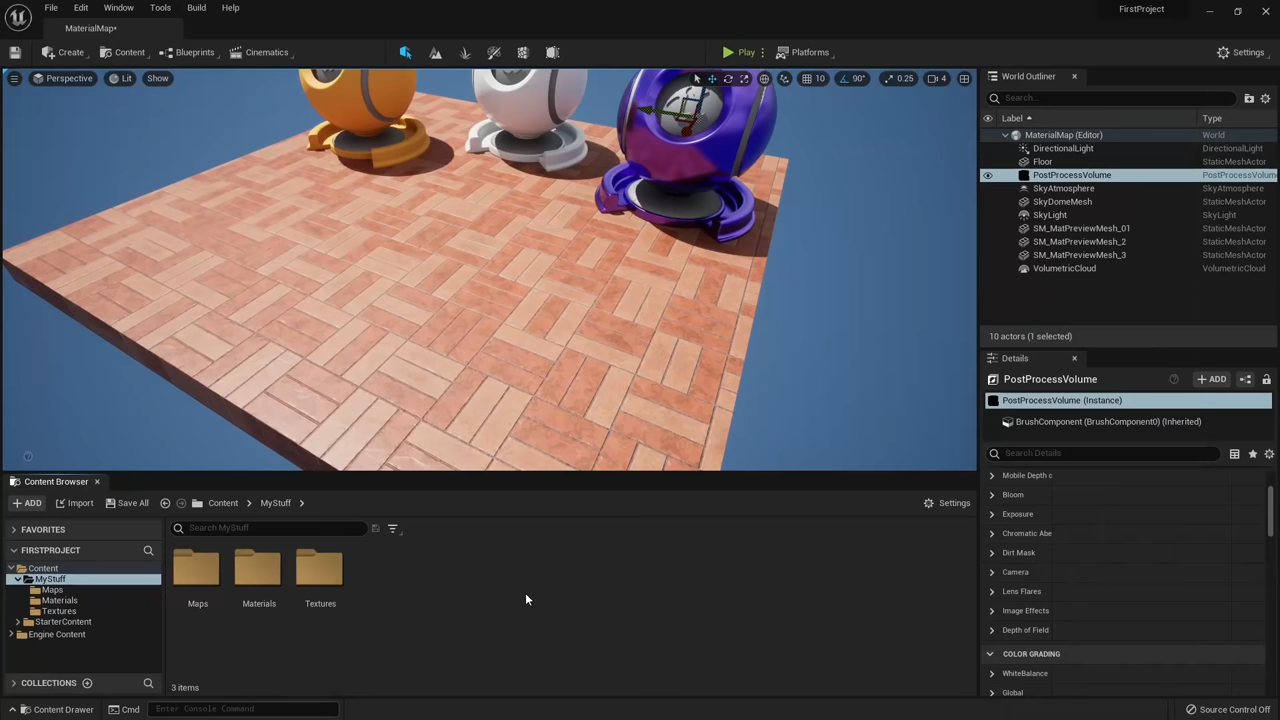 File Edit Window Tools Build Help
FirstProject
MaterialMap*
Create Content Blueprints Cinematics Play Platforms Settings
Perspective Lit Show 10 90° 0.25 4
World Outliner
Search...
Label Type
MaterialMap (Editor) World
DirectionalLight DirectionalLight
Floor StaticMeshActor
PostProcessVolume PostProcessVolum
SkyAtmosphere SkyAtmosphere
SkyDomeMesh StaticMeshActor
SkyLight SkyLight
SM_MatPreviewMesh_01 StaticMeshActor
SM_MatPreviewMesh_2 StaticMeshActor
SM_MatPreviewMesh_3 StaticMeshActor
VolumetricCloud VolumetricCloud
10 actors (1 selected)
Details
PostProcessVolume ADD
PostProcessVolume (Instance)
BrushComponent (BrushComponent0) (Inherited)
Search Details
Mobile Depth c
Bloom
Exposure
Chromatic Abe
Dirt Mask
Camera
Lens Flares
Image Effects
Depth of Field
COLOR GRADING
WhiteBalance
Global
Content Browser
ADD Import Save All Content MyStuff Settings
FAVORITES
FIRSTPROJECT
Content
MyStuff
Maps
Materials
Textures
StarterContent
Engine Content
COLLECTIONS
Search MyStuff
Maps Materials Textures
3 items
Content Drawer Cmd Enter Console Command Source Control Off